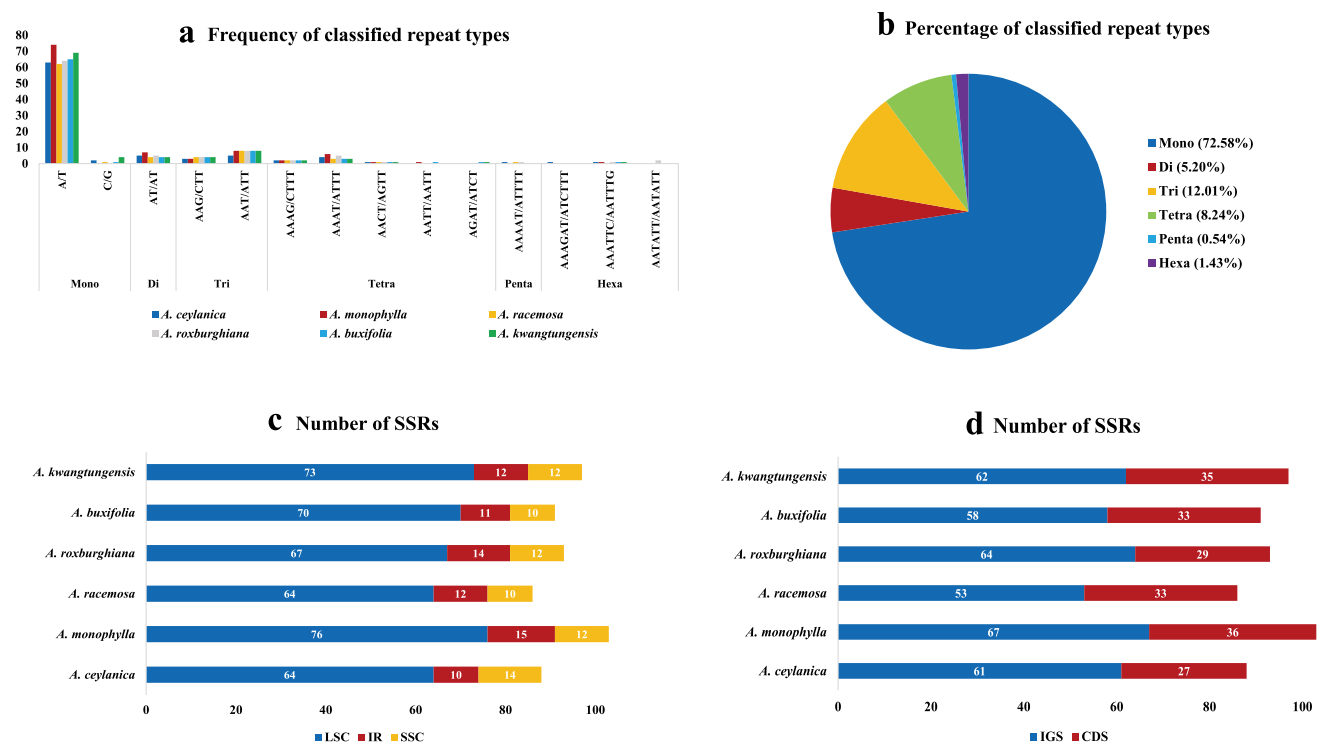 a Frequency of classified repeat types
80
70
60
50
40
30
20
10
0
A/T
C/G
AT/AT
AAG/CTT
AAT/ATT
AAAG/CTTT
AAAT/ATTT
AACT/AGTT
AATT/AATT
AGAT/ATCT
AAAAT/ATTTT
AAAGAT/ATCTTT
AAATTC/AATTTG
AATATT/AATATT
Mono Di Tri Tetra Penta Hexa
A. ceylanica A. monophylla A. racemosa
A. roxburghiana A. buxifolia A. kwangtungensis
b Percentage of classified repeat types
Mono (72.58%)
Di (5.20%)
Tri (12.01%)
Tetra (8.24%)
Penta (0.54%)
Hexa (1.43%)
c Number of SSRs
A. kwangtungensis 73 12 12
A. buxifolia 70 11 10
A. roxburghiana 67 14 12
A. racemosa 64 12 10
A. monophylla 76 15 12
A. ceylanica 64 10 14
0 20 40 60 80 100
LSC IR SSC
d Number of SSRs
A. kwangtungensis 62 35
A. buxifolia 58 33
A. roxburghiana 64 29
A. racemosa 53 33
A. monophylla 67 36
A. ceylanica 61 27
0 20 40 60 80 100
IGS CDS